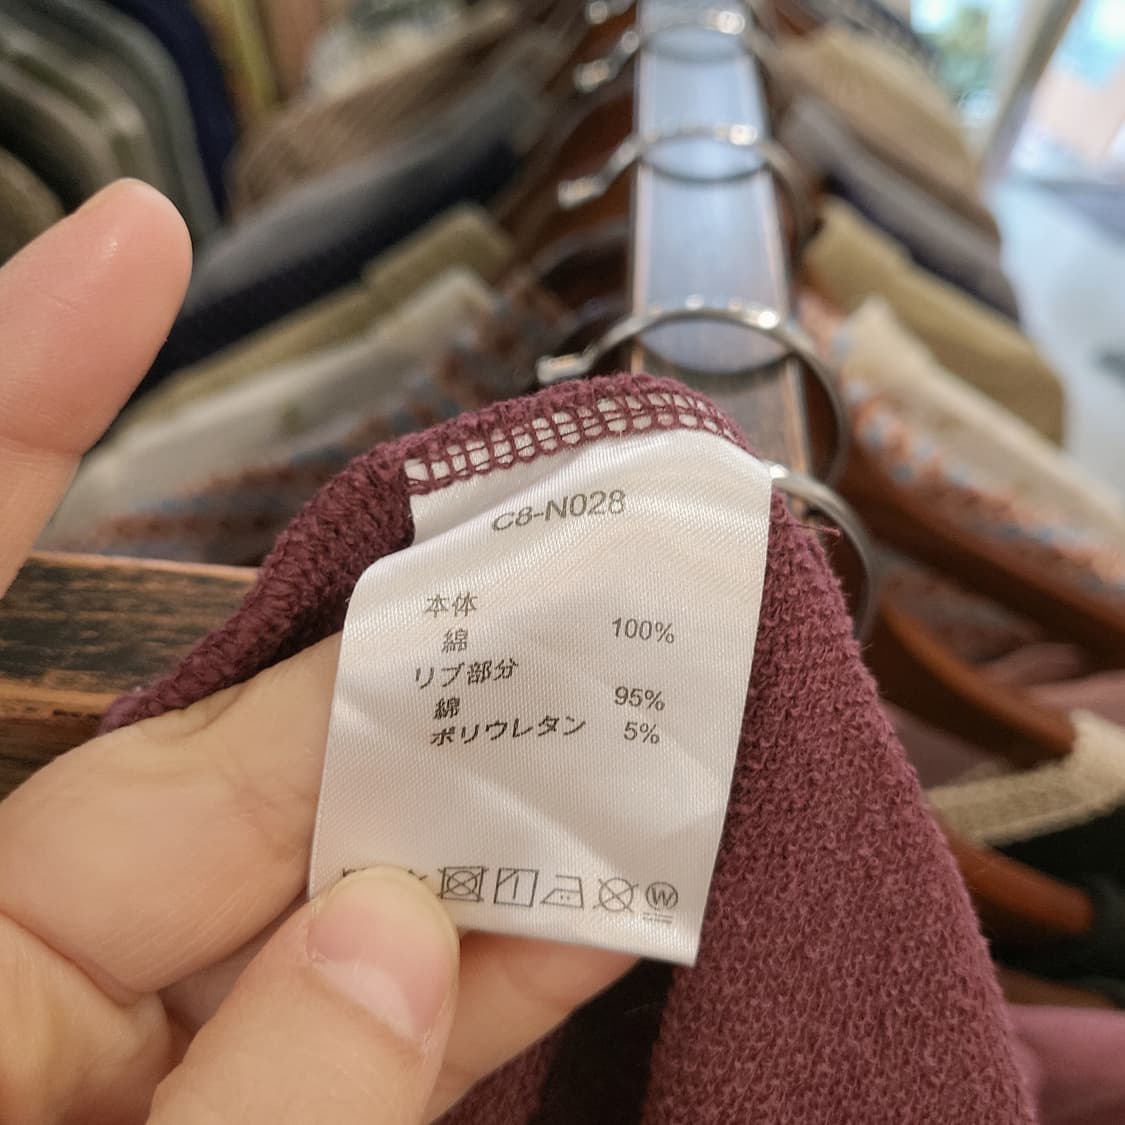 C8-N028
本体
綿 100%
リブ部分
綿 95%
ポリウレタン 5%
W